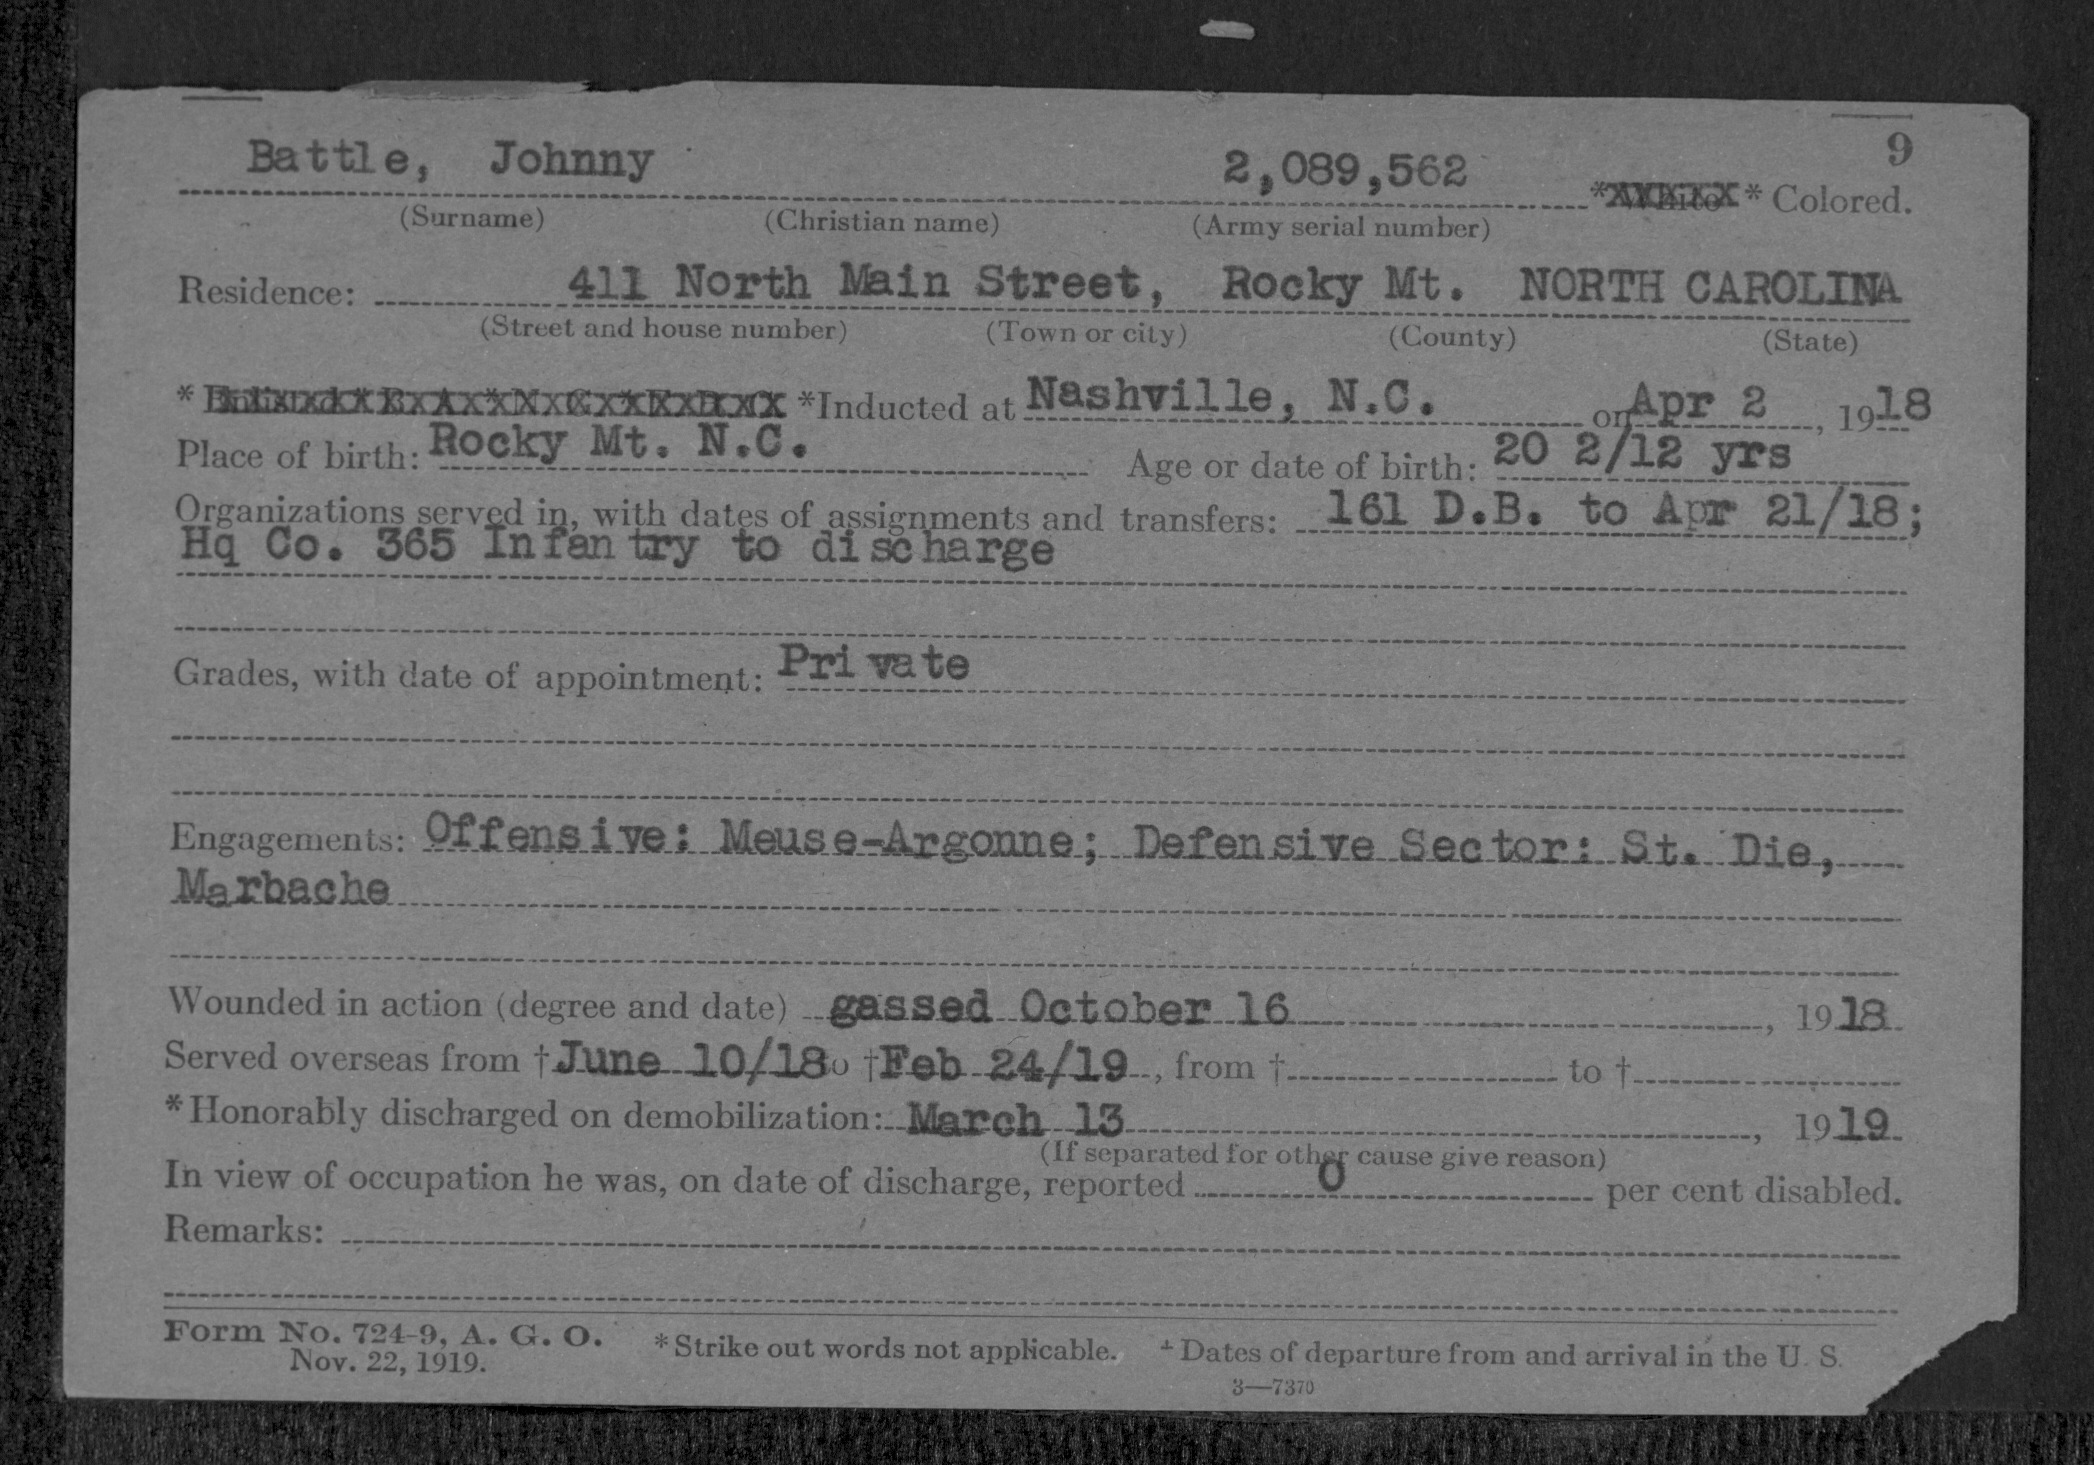 9
Battle, Johnny 2,089,562 * White * Colored.
(Surname) (Christian name) (Army serial number)
Residence: 411 North Main Street, Rocky Mt. NORTH CAROLINA
(Street and house number) (Town or city) (County) (State)
* Enlisted * R. A. * N. G. * E. R. C. *Inducted at Nashville, N.C. on Apr 2, 1918
Place of birth: Rocky Mt. N.C. Age or date of birth: 20 2/12 yrs
Organizations served in, with dates of assignments and transfers: 161 D.B. to Apr 21/18;
Hq Co. 365 Infantry to discharge
Grades, with date of appointment: Private
Engagements: Offensive: Meuse-Argonne; Defensive Sector: St. Die,
Marbache
Wounded in action (degree and date) gassed October 16, 1918
Served overseas from † June 10/18 o † Feb 24/19, from † to †
* Honorably discharged on demobilization: March 13, 1919
(If separated for other cause give reason)
In view of occupation he was, on date of discharge, reported 0 per cent disabled.
Remarks:
Form No. 724-9, A. G. O. * Strike out words not applicable. † Dates of departure from and arrival in the U. S.
Nov. 22, 1919.
3—7370